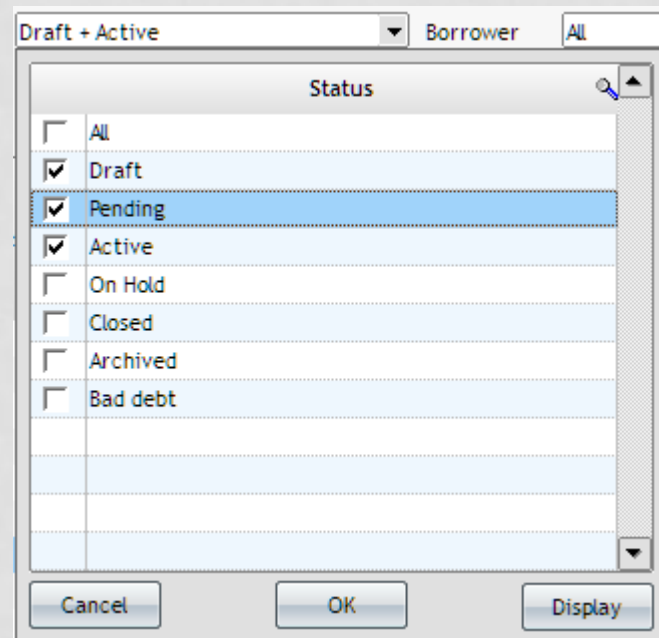 Draft + Active Borrower All
Status
All
Draft
Pending
Active
On Hold
Closed
Archived
Bad debt
Cancel OK Display